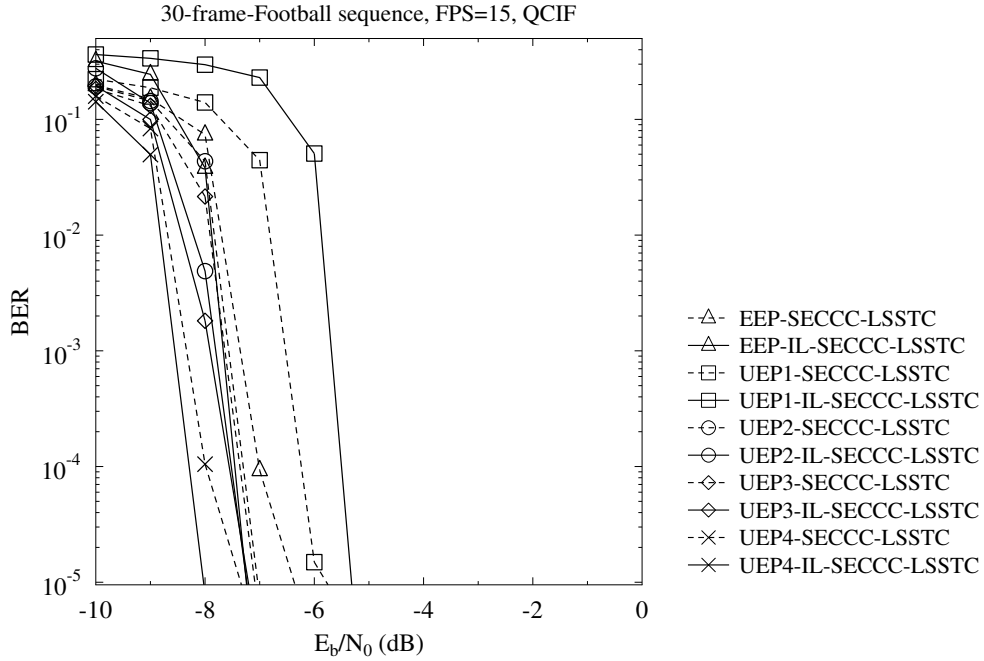 30-frame-Football sequence, FPS=15, QCIF
10^-1
10^-2
10^-3
10^-4
10^-5
BER
-10 -8 -6 -4 -2 0
E_b/N_0 (dB)
EEP-SECCC-LSSTC
EEP-IL-SECCC-LSSTC
UEP1-SECCC-LSSTC
UEP1-IL-SECCC-LSSTC
UEP2-SECCC-LSSTC
UEP2-IL-SECCC-LSSTC
UEP3-SECCC-LSSTC
UEP3-IL-SECCC-LSSTC
UEP4-SECCC-LSSTC
UEP4-IL-SECCC-LSSTC